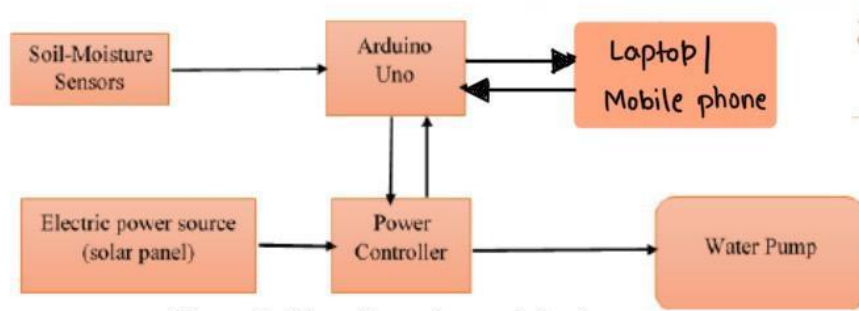 Soil-Moisture
Sensors
Arduino
Uno
Laptop|
Mobile phone
Electric power source
(solar panel)
Power
Controller
Water Pump